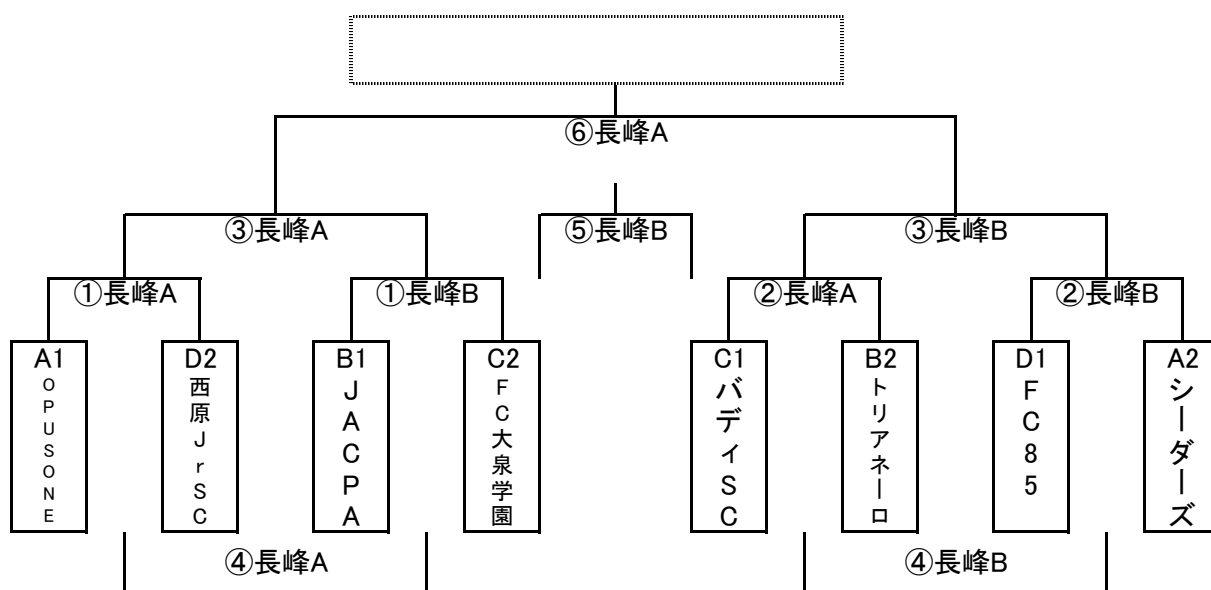 ⑥長峰A
③長峰A
⑤長峰B
③長峰B
①長峰A
①長峰B
②長峰A
②長峰B
A1
OPUSONE
D2
西原JrSC
B1
JACPA
C2
FC大泉学園
C1
バディSC
B2
トリアネーロ
D1
FC85
A2
シーダーズ
④長峰A
④長峰B